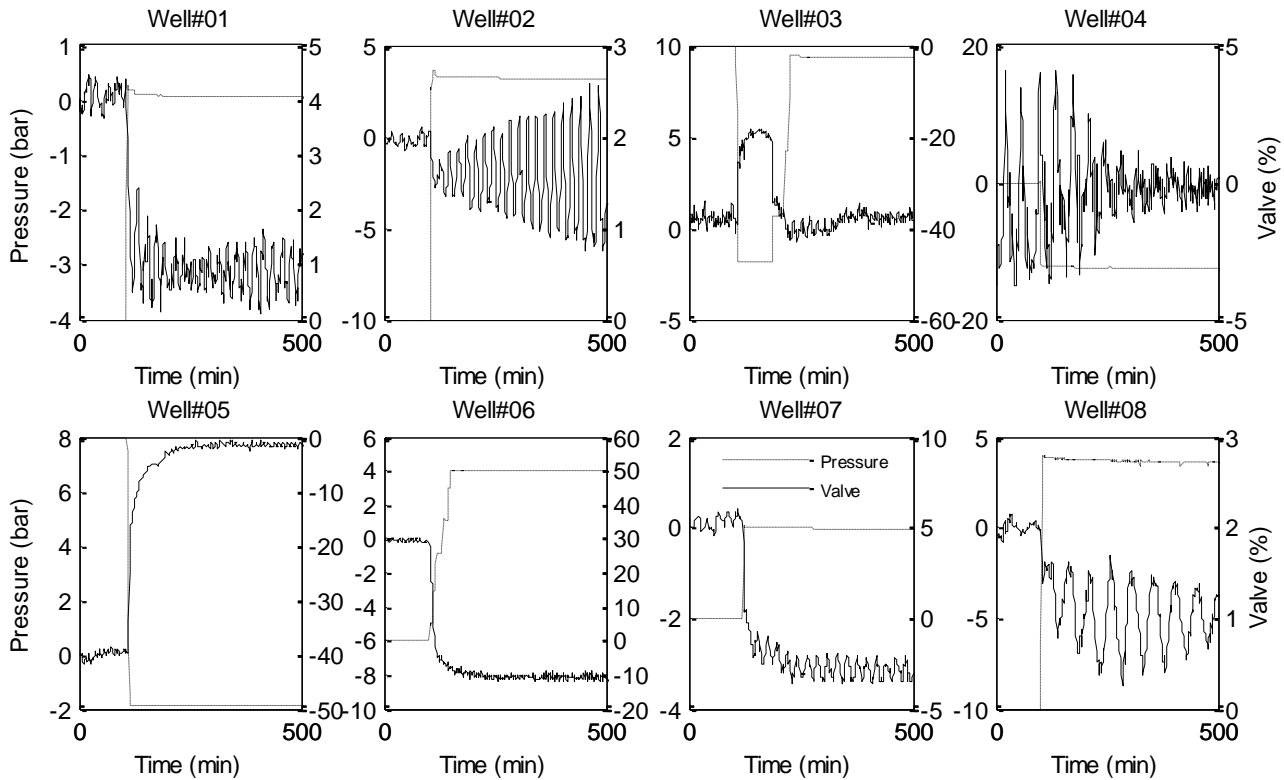 Well#01 Well#02 Well#03 Well#04
1 5 5 3 10 0 20 5
0 4 0 2 5 -20 0 0
-1 3 -5 1 0 -40 -20 -5
-2 2 -10 0 -5 -60
-3 1
-4 0
Pressure (bar) Valve (%)
0 500 0 500 0 500 0 500
Time (min) Time (min) Time (min) Time (min)
Well#05 Well#06 Well#07 Well#08
8 0 6 60 2 10 5 3
6 -10 4 50 0 5 0 2
4 -20 2 40 -2 0 -5 1
2 -30 0 30 -4 -5 -10 0
0 -40 -2 20
-2 -50 -4 10
-6 0
-8 -10
-10 -20
Pressure
Valve
Pressure (bar) Valve (%)
0 500 0 500 0 500 0 500
Time (min) Time (min) Time (min) Time (min)